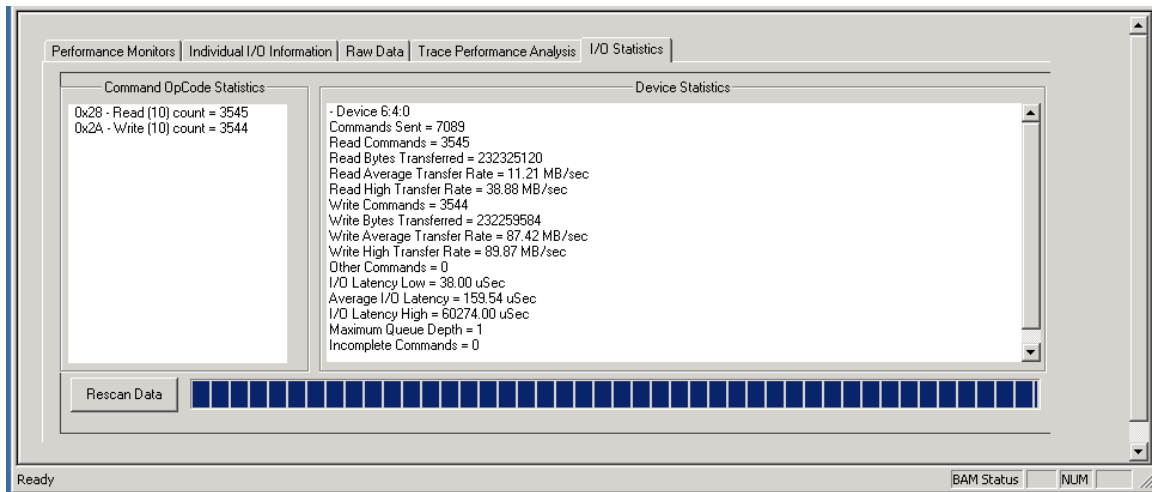 Performance Monitors
Individual I/O Information
Raw Data
Trace Performance Analysis
I/O Statistics
Command OpCode Statistics
0x28 - Read (10) count = 3545
0x2A - Write (10) count = 3544
Device Statistics
- Device 6:4:0
Commands Sent = 7089
Read Commands = 3545
Read Bytes Transferred = 232325120
Read Average Transfer Rate = 11.21 MB/sec
Read High Transfer Rate = 38.88 MB/sec
Write Commands = 3544
Write Bytes Transferred = 232259584
Write Average Transfer Rate = 87.42 MB/sec
Write High Transfer Rate = 89.87 MB/sec
Other Commands = 0
I/O Latency Low = 38.00 uSec
Average I/O Latency = 159.54 uSec
I/O Latency High = 60274.00 uSec
Maximum Queue Depth = 1
Incomplete Commands = 0
Rescan Data
Ready
BAM Status
NUM